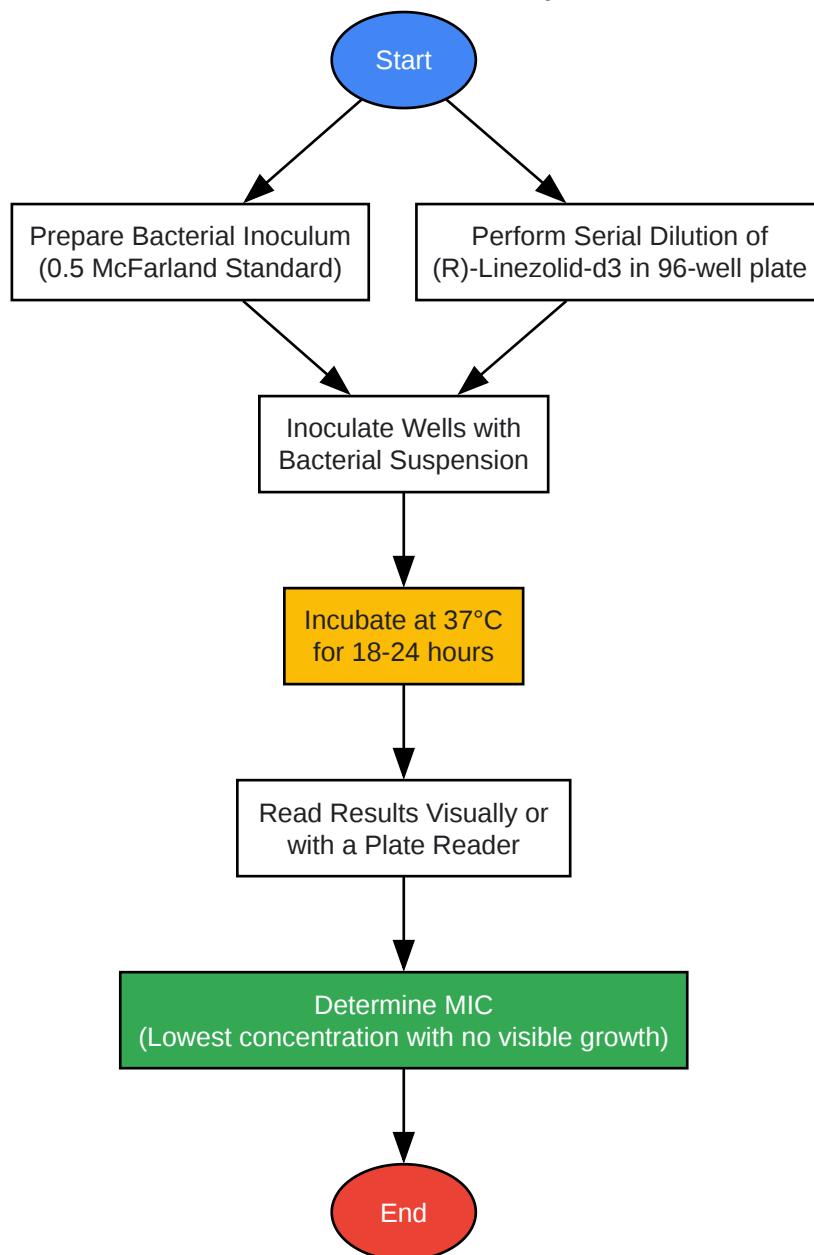 Start
Prepare Bacterial Inoculum
(0.5 McFarland Standard)
Perform Serial Dilution of
(R)-Linezolid-d3 in 96-well plate
Inoculate Wells with
Bacterial Suspension
Incubate at 37°C
for 18-24 hours
Read Results Visually or
with a Plate Reader
Determine MIC
(Lowest concentration with no visible growth)
End